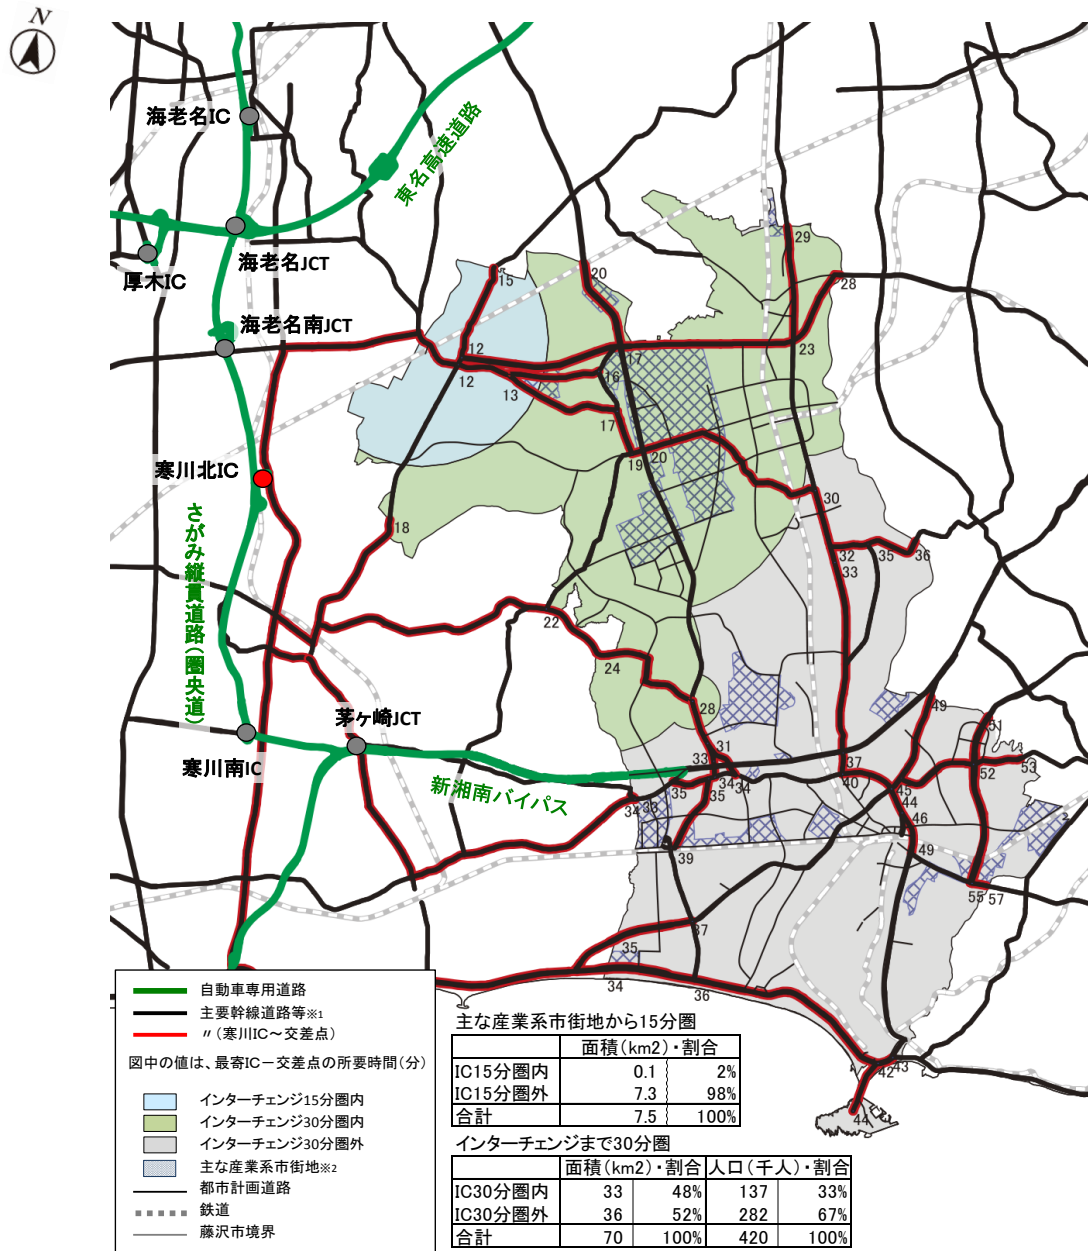 N
海老名IC
東名高速道路
厚木IC
海老名JCT
海老名南JCT
寒川北IC
さがみ縦貫道路(圏央道)
寒川南IC
茅ヶ崎JCT
新湘南バイパス
29
28
15
20
12
12
13
17
16
23
17
19
20
18
30
32
33
35
36
22
24
28
31
33
34
34
35
35
33
34
37
40
49
51
52
53
45
44
46
49
55
57
39
37
35
34
36
42
43
44
自動車専用道路
主要幹線道路等※1
〃(寒川IC~交差点)
図中の値は、最寄IC-交差点の所要時間(分)
インターチェンジ15分圏内
インターチェンジ30分圏内
インターチェンジ30分圏外
主な産業系市街地※2
都市計画道路
鉄道
藤沢市境界
主な産業系市街地から15分圏
面積(km2)・割合
IC15分圏内 0.1 2%
IC15分圏外 7.3 98%
合計 7.5 100%
インターチェンジまで30分圏
面積(km2)・割合 人口(千人)・割合
IC30分圏内 33 48% 137 33%
IC30分圏外 36 52% 282 67%
合計 70 100% 420 100%